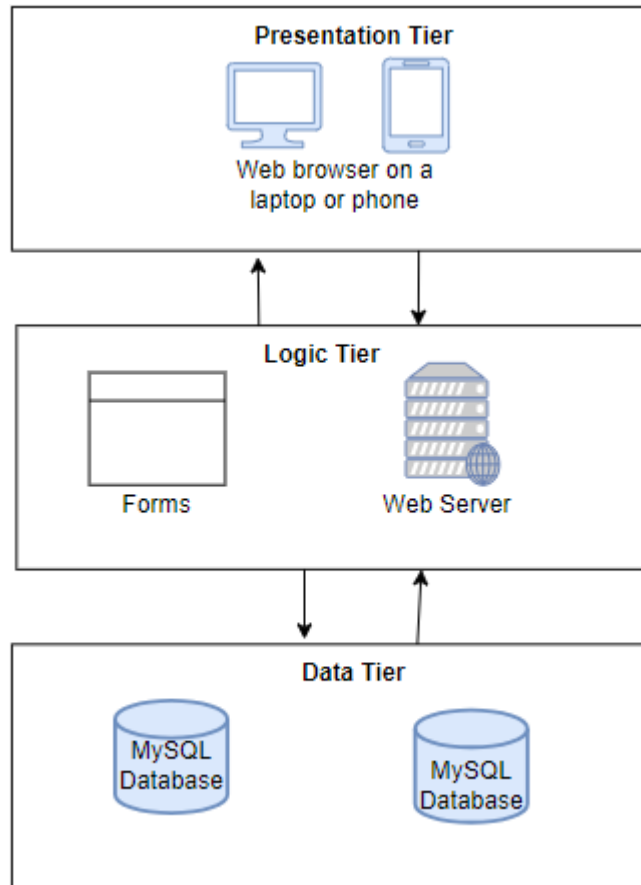 Presentation Tier
Web browser on a
laptop or phone
Logic Tier
Forms
Web Server
Data Tier
MySQL
Database
MySQL
Database